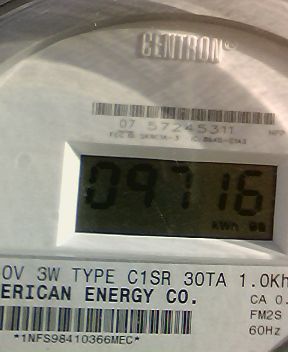 CENTRON®
07 57245311
09716
kWh
0V 3W TYPE C1SR 30TA 1.0Kh
ERICAN ENERGY CO.
CA 0.
FM2S
*1NFS98410366MEC*
60Hz